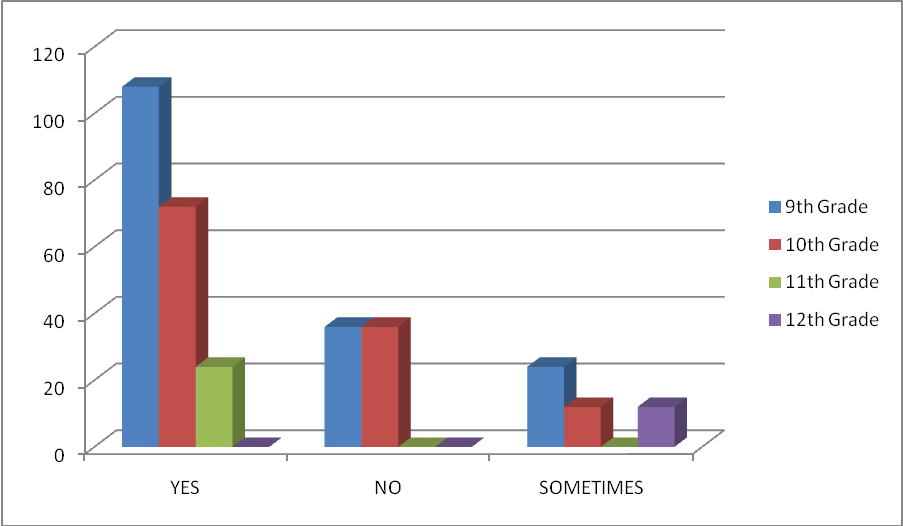 120
100
80
60
40
20
0
YES NO SOMETIMES
9th Grade
10th Grade
11th Grade
12th Grade